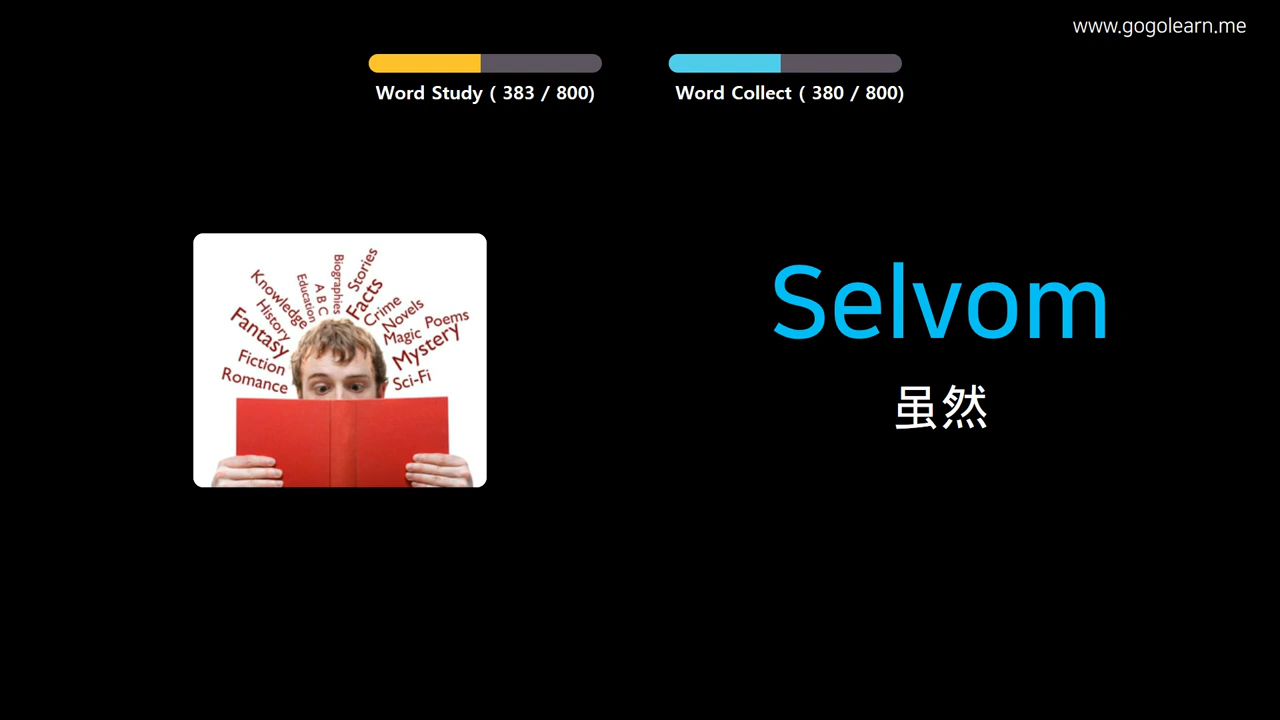 www.gogolearn.me
Word Study ( 383 / 800)
Word Collect ( 380 / 800)
Biographies
Stories
Knowledge
Education
A B C
Facts
History
Crime
Novels
Fantasy
Magic
Poems
Mystery
Fiction
Romance
Sci-Fi
Selvom
虽然